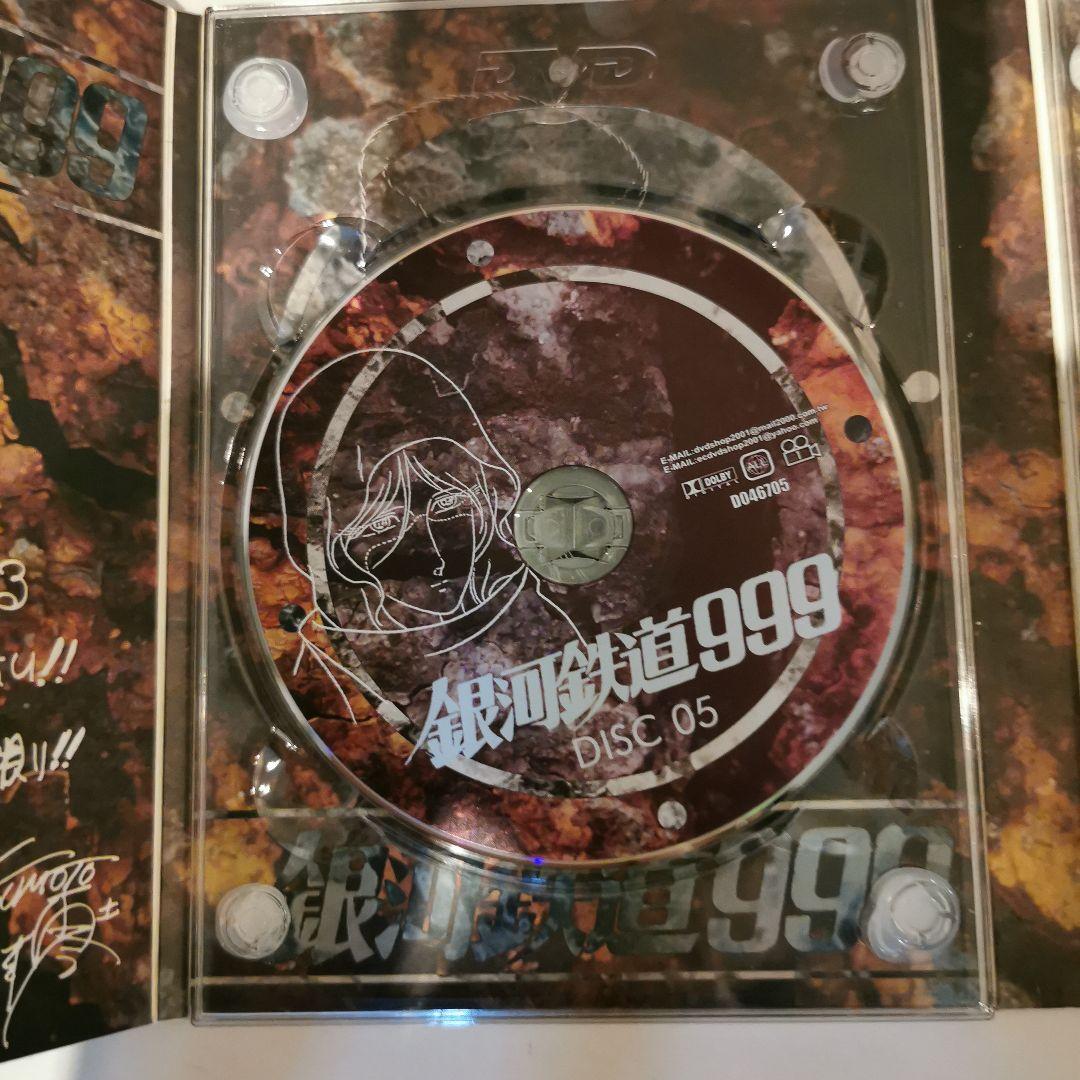 999
DVD
E-MAIL:dvdshop2001@mail2000.com.tw
E-MAIL:ecdvdshop2001@yahoo.com
DOLBY
DIGITAL
ALL
D046705
銀河鉄道999
DISC 05
銀河鉄道999
3
!!
!!